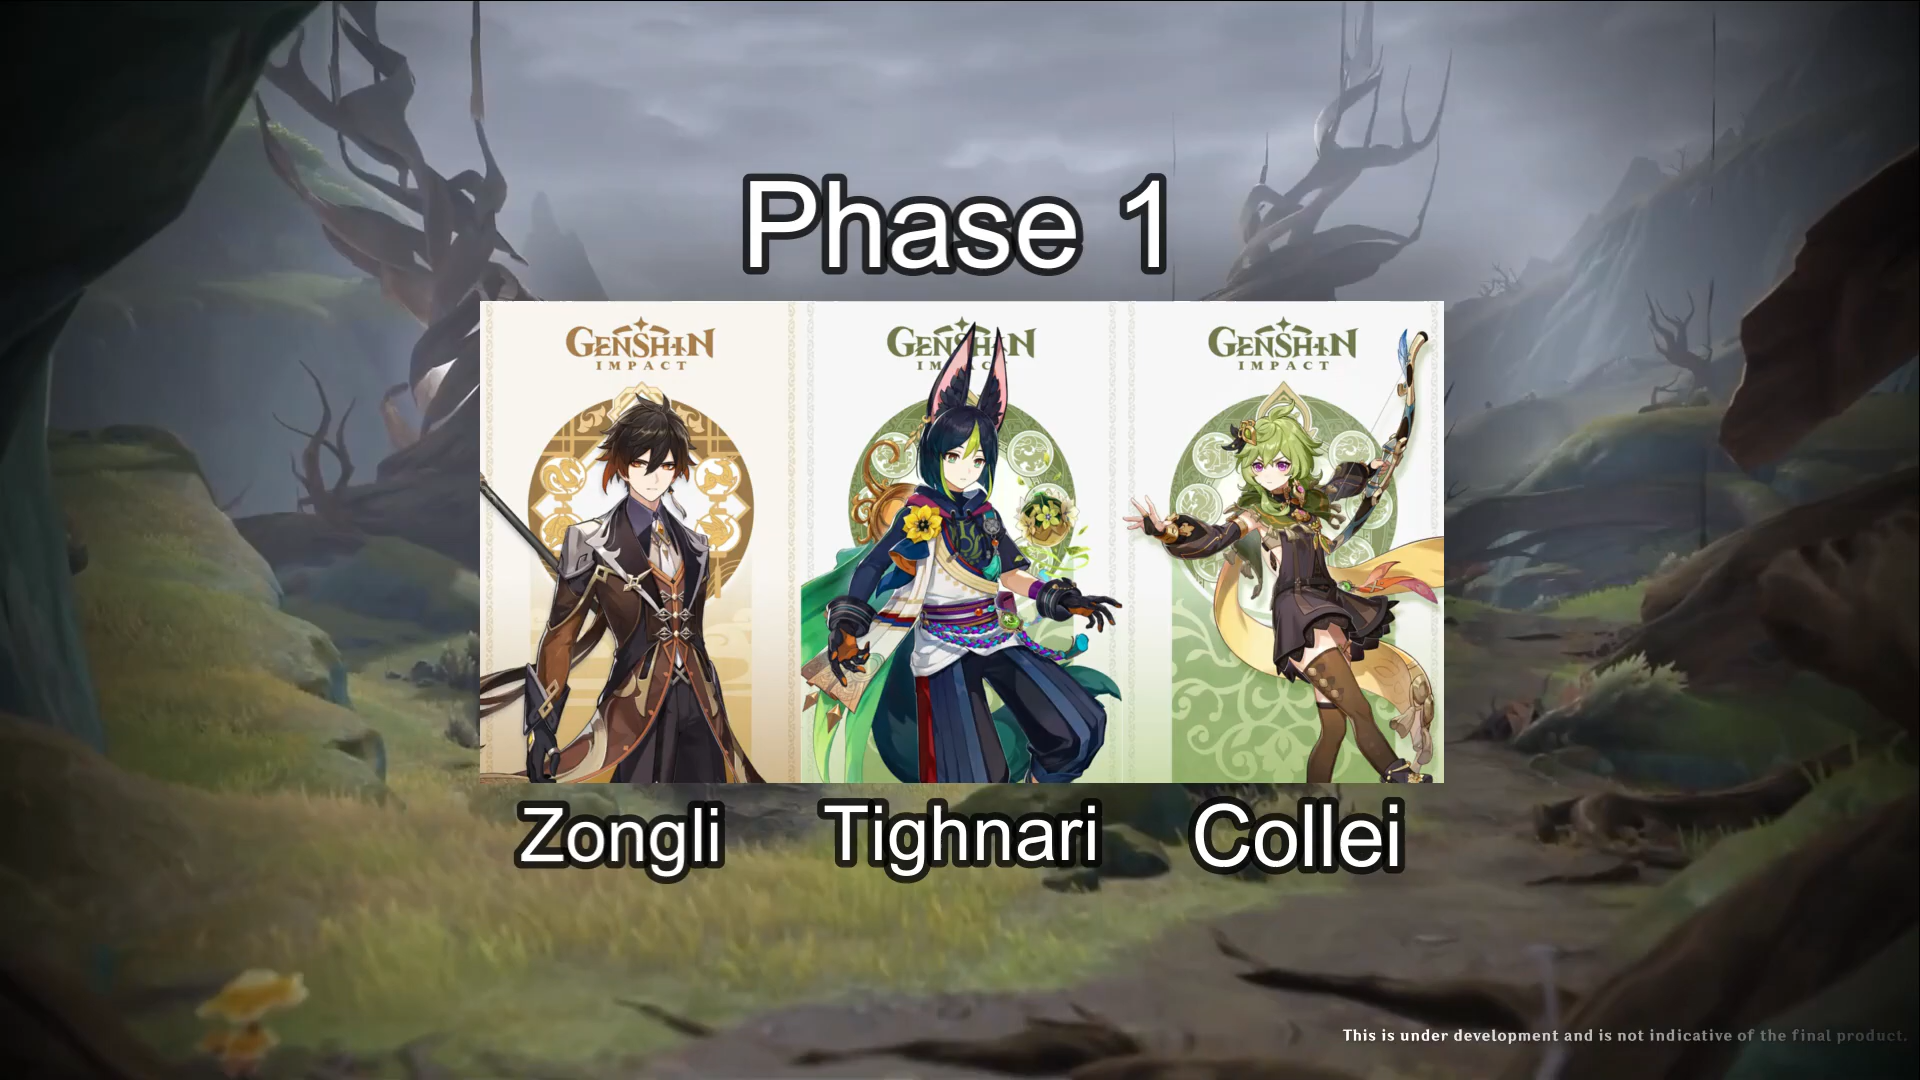 Phase 1
GENSHIN
IMPACT
GENSHIN
IMPACT
GENSHIN
IMPACT
Zongli
Tighnari
Collei
This is under development and is not indicative of the final product.